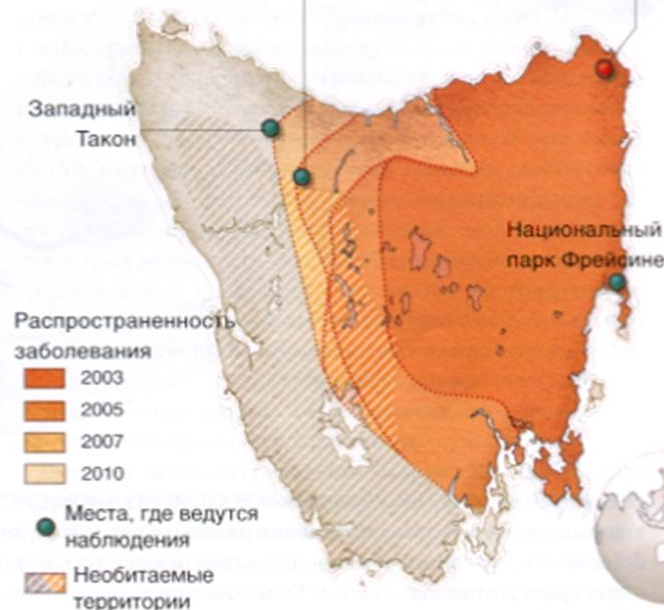 Западный
Такон
Национальный
парк Фрейсине
Распространенность
заболевания
2003
2005
2007
2010
Места, где ведутся
наблюдения
Необитаемые
территории